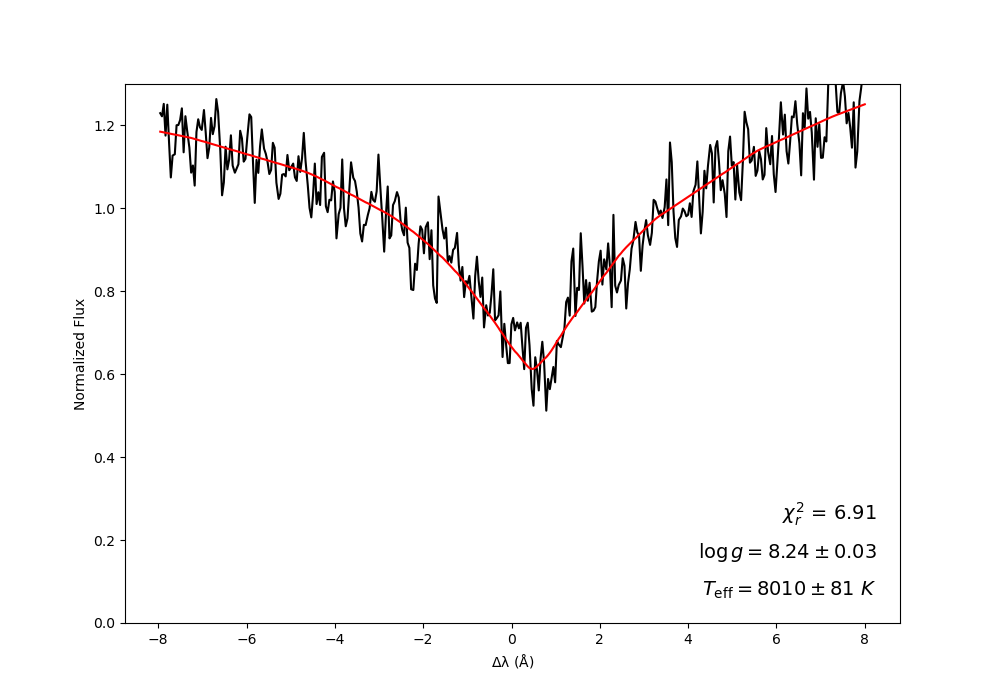 1.2
1.0
0.8
0.6
0.4
0.2
0.0
Normalized Flux
χ²ᵣ = 6.91
log g = 8.24 ± 0.03
T_eff = 8010 ± 81 K
−8 −6 −4 −2 0 2 4 6 8
Δλ (Å)